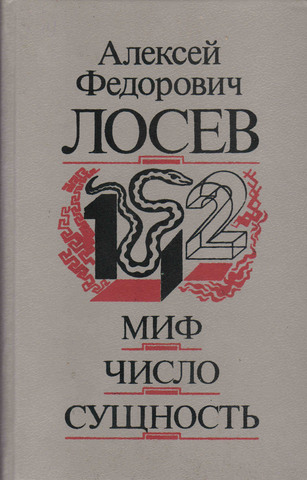 Алексей
Федорович
ЛОСЕВ
1 2
МИФ
ЧИСЛО
СУЩНОСТЬ